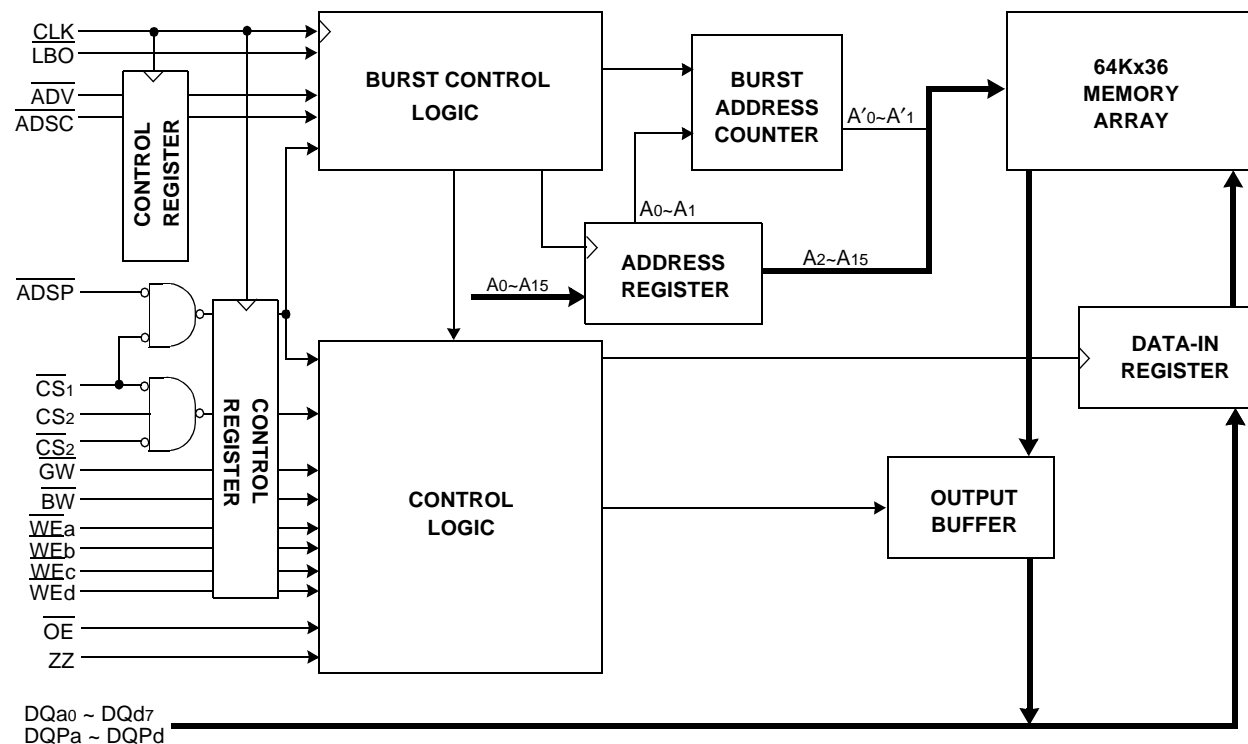 CLK
LBO
ADV
ADSC
CONTROL
REGISTER
BURST CONTROL
LOGIC
BURST
ADDRESS
COUNTER
A′0~A′1
64Kx36
MEMORY
ARRAY
A0~A1
ADDRESS
REGISTER
A2~A15
A0~A15
ADSP
CS1
CS2
CS2
GW
BW
WEa
WEb
WEc
WEd
OE
ZZ
CONTROL
REGISTER
CONTROL
LOGIC
DATA-IN
REGISTER
OUTPUT
BUFFER
DQa0 ~ DQd7
DQPa ~ DQPd